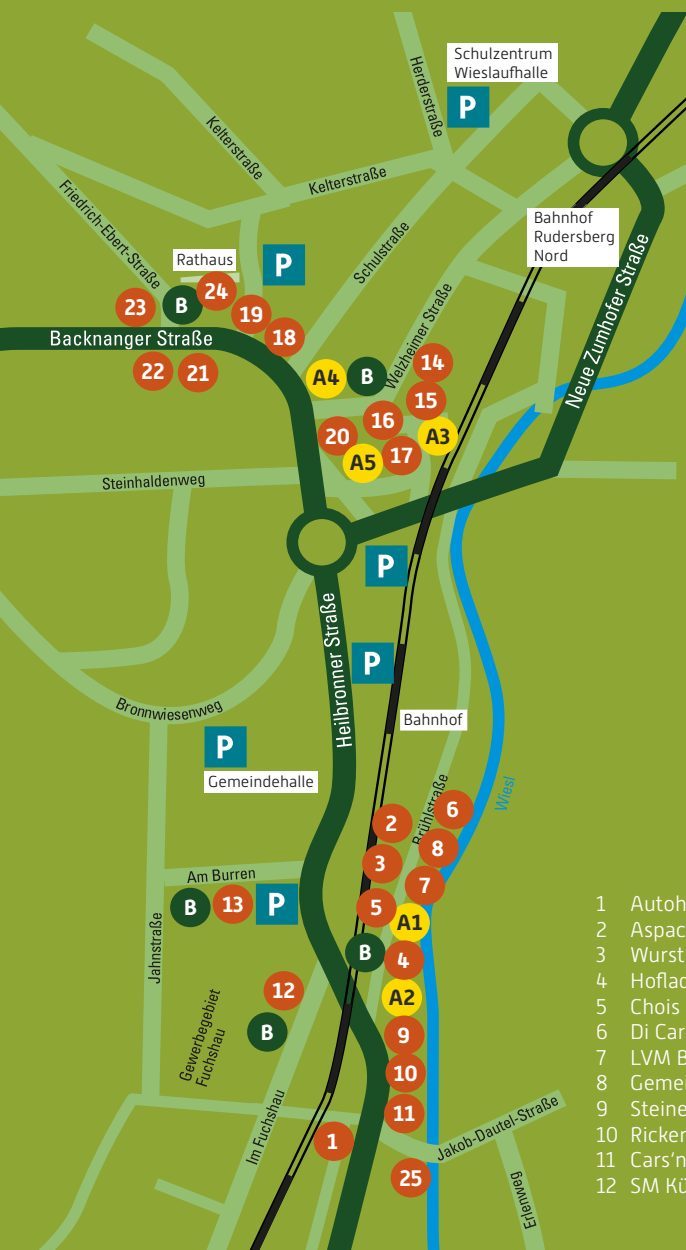 Schulzentrum
Wieslaufhalle
P
Herderstraße
Kelterstraße
Kelterstraße
Friedrich-Ebert-Straße
Schulstraße
Bahnhof
Rudersberg
Nord
Rathaus
P
Neue Zumhofer Straße
Welzheimer Straße
24
B
23
19
18
Backnanger Straße
22
21
A4
B
14
15
16
20
A3
17
A5
Steinhaldenweg
P
Heilbronner Straße
P
Bronnwiesenweg
Bahnhof
P
Gemeindehalle
Wiesl
Brühlstraße
6
2
8
3
7
Am Burren
B
13
P
5
A1
Jahnstraße
B
4
12
A2
Gewerbegebiet
Fuchshau
B
9
10
11
Im Fuchshau
1
Jakob-Dautel-Straße
25
Erlenweg
1 Autoh
2 Aspac
3 Wurst
4 Hoflad
5 Chois
6 Di Car
7 LVM B
8 Geme
9 Steine
10 Ricker
11 Cars’n
12 SM Kü